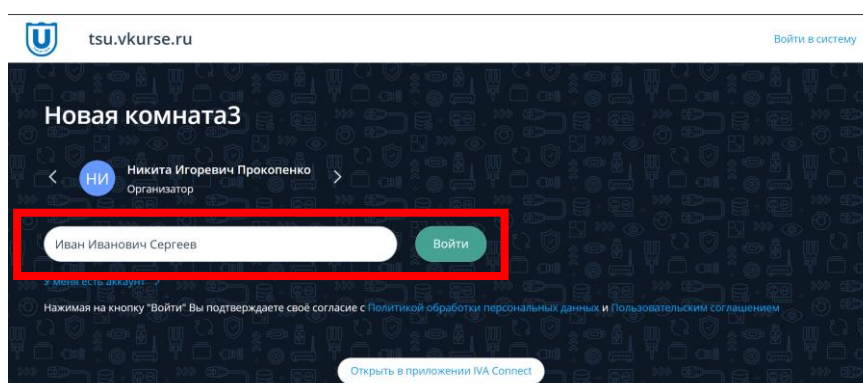 tsu.vkurse.ru
Войти в систему
Новая комната3
НИ
Никита Игоревич Прокопенко
Организатор
Иван Иванович Сергеев
Войти
У меня есть аккаунт
Нажимая на кнопку "Войти" Вы подтверждаете своё согласие с Политикой обработки персональных данных и Пользовательским соглашением
Открыть в приложении IVA Connect